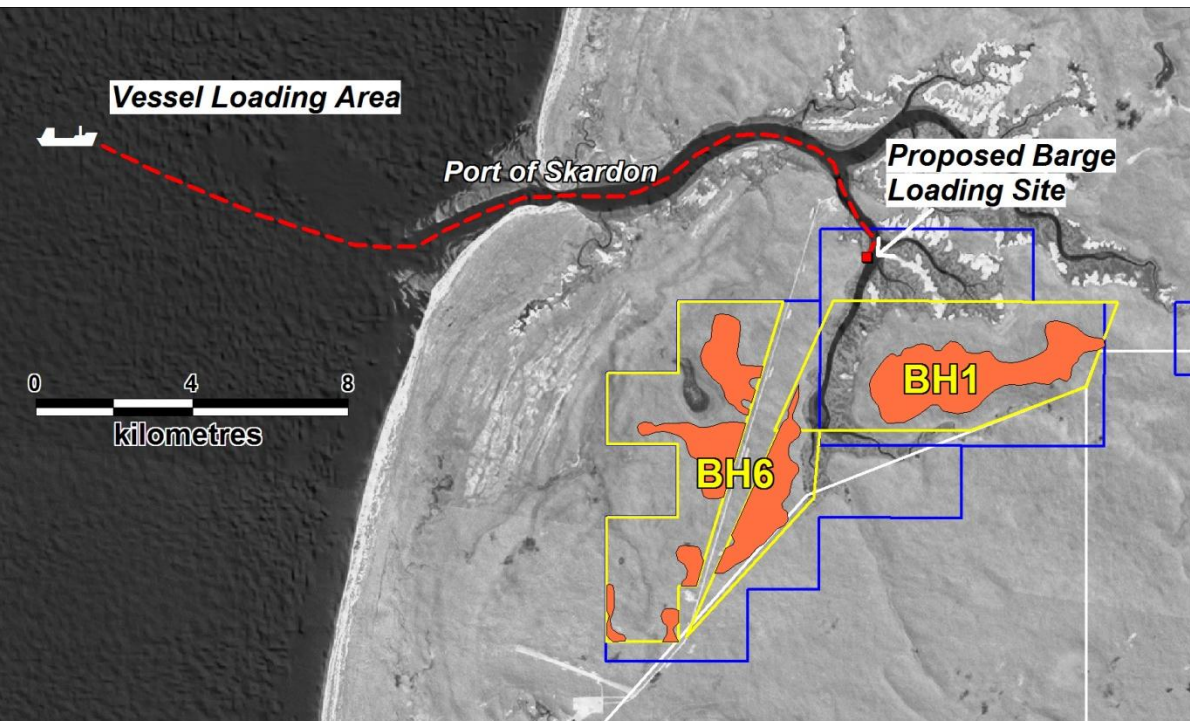 Vessel Loading Area
Port of Skardon
Proposed Barge
Loading Site
BH1
0 4 8
kilometres
BH6